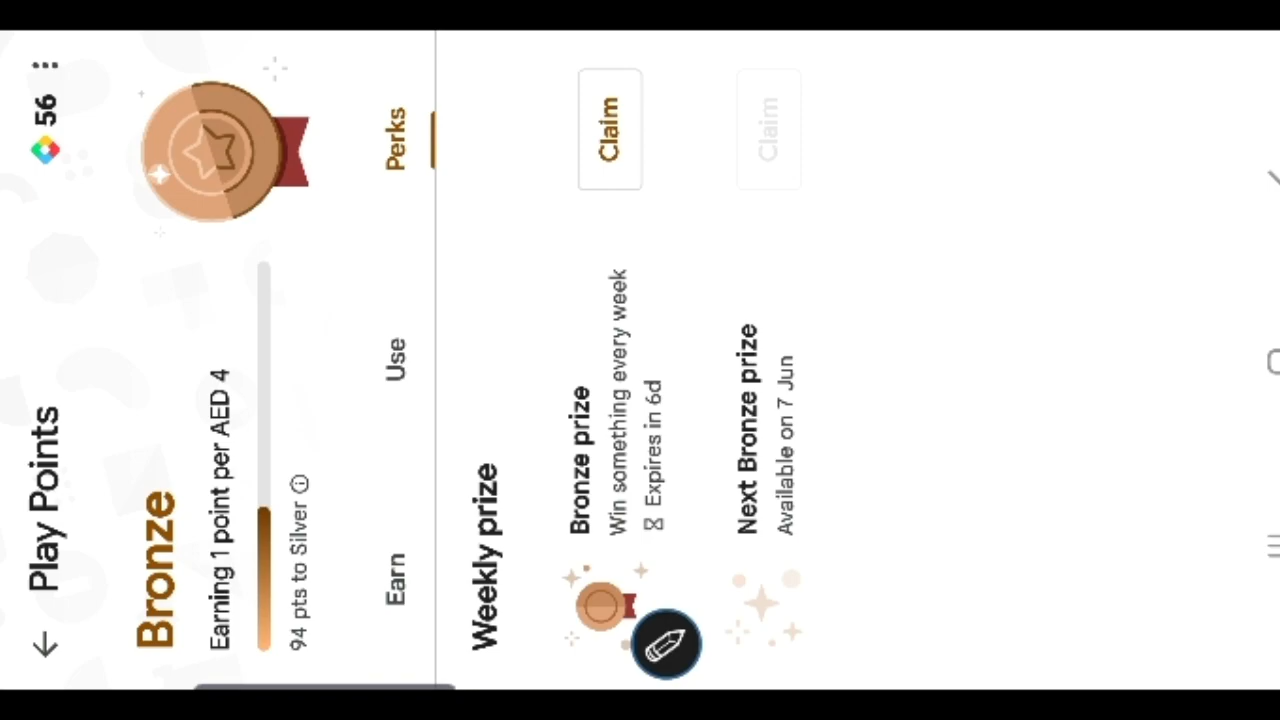 Play Points
56
Bronze
Earning 1 point per AED 4
94 pts to Silver
Earn
Use
Perks
Weekly prize
Bronze prize
Win something every week
Expires in 6d
Claim
Next Bronze prize
Available on 7 Jun
Claim